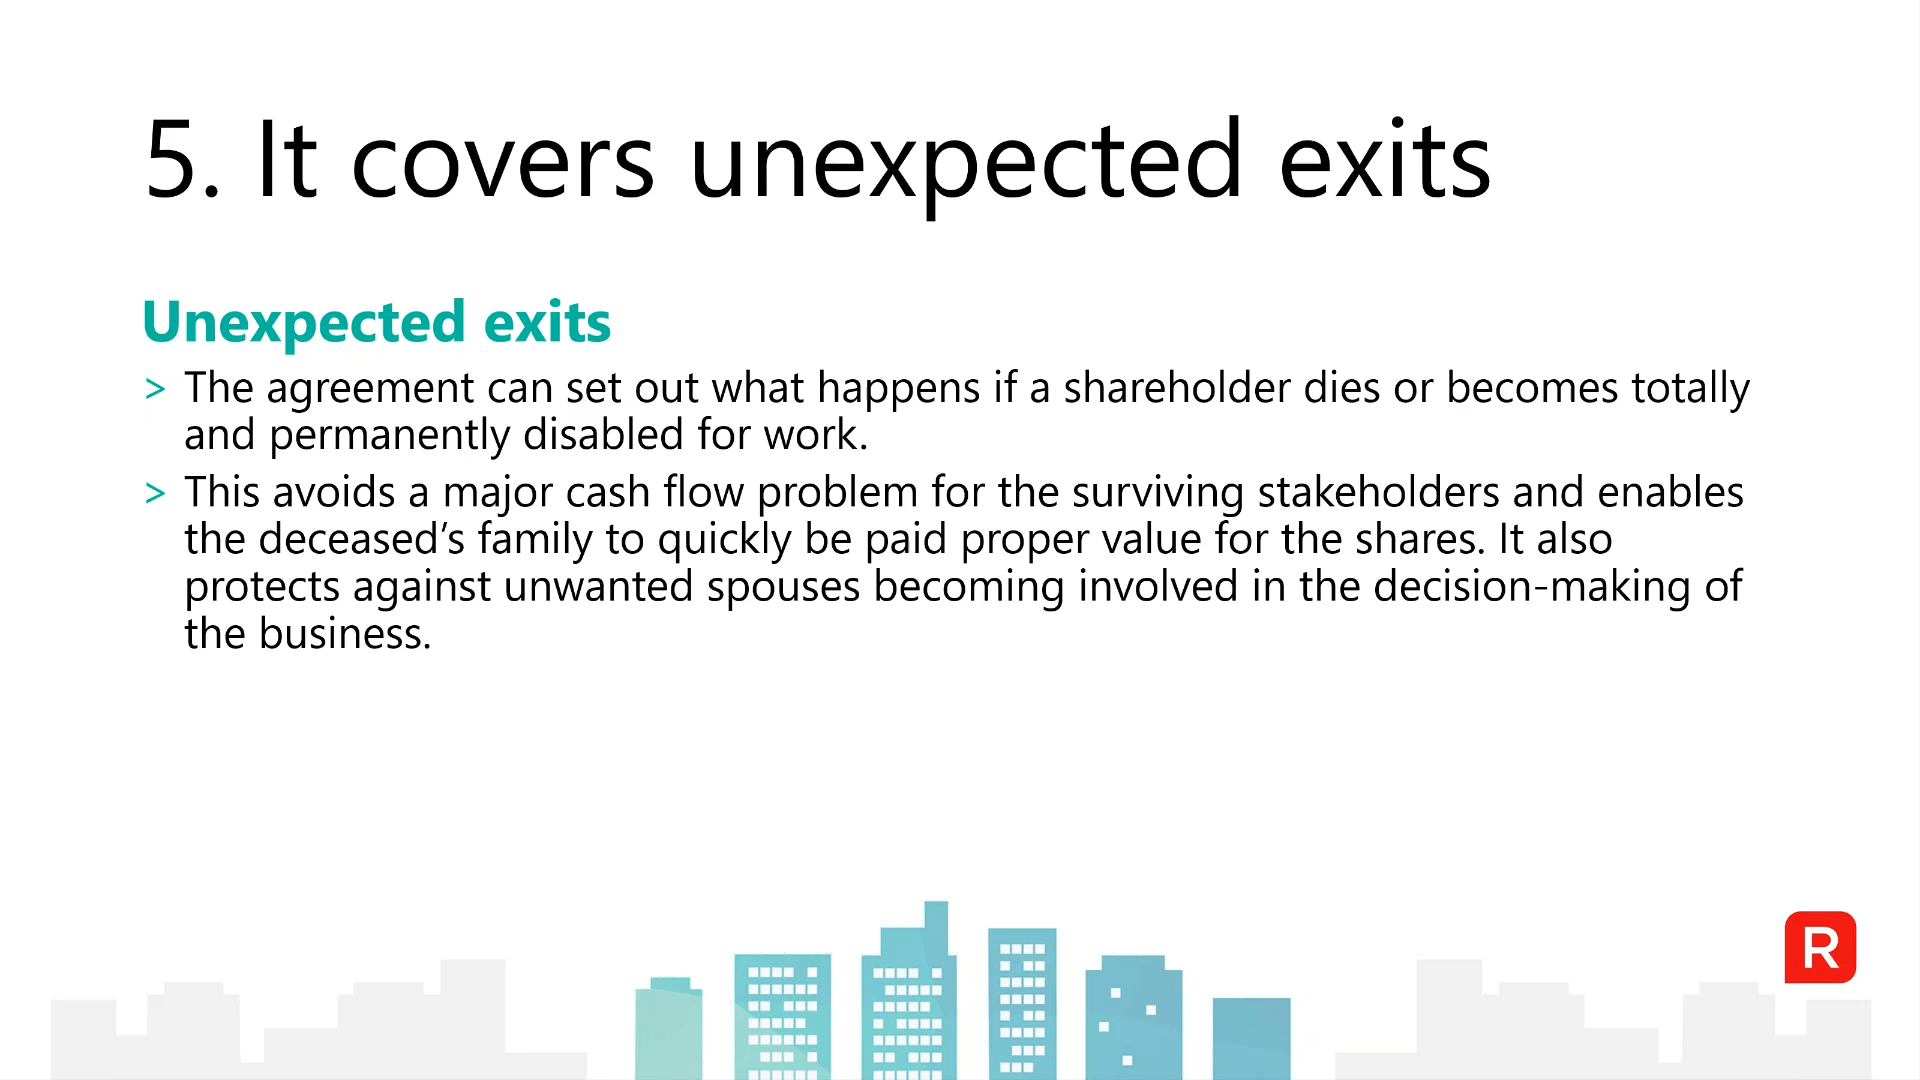 5. It covers unexpected exits
Unexpected exits
> The agreement can set out what happens if a shareholder dies or becomes totally
and permanently disabled for work.
> This avoids a major cash flow problem for the surviving stakeholders and enables
the deceased’s family to quickly be paid proper value for the shares. It also
protects against unwanted spouses becoming involved in the decision-making of
the business.
R